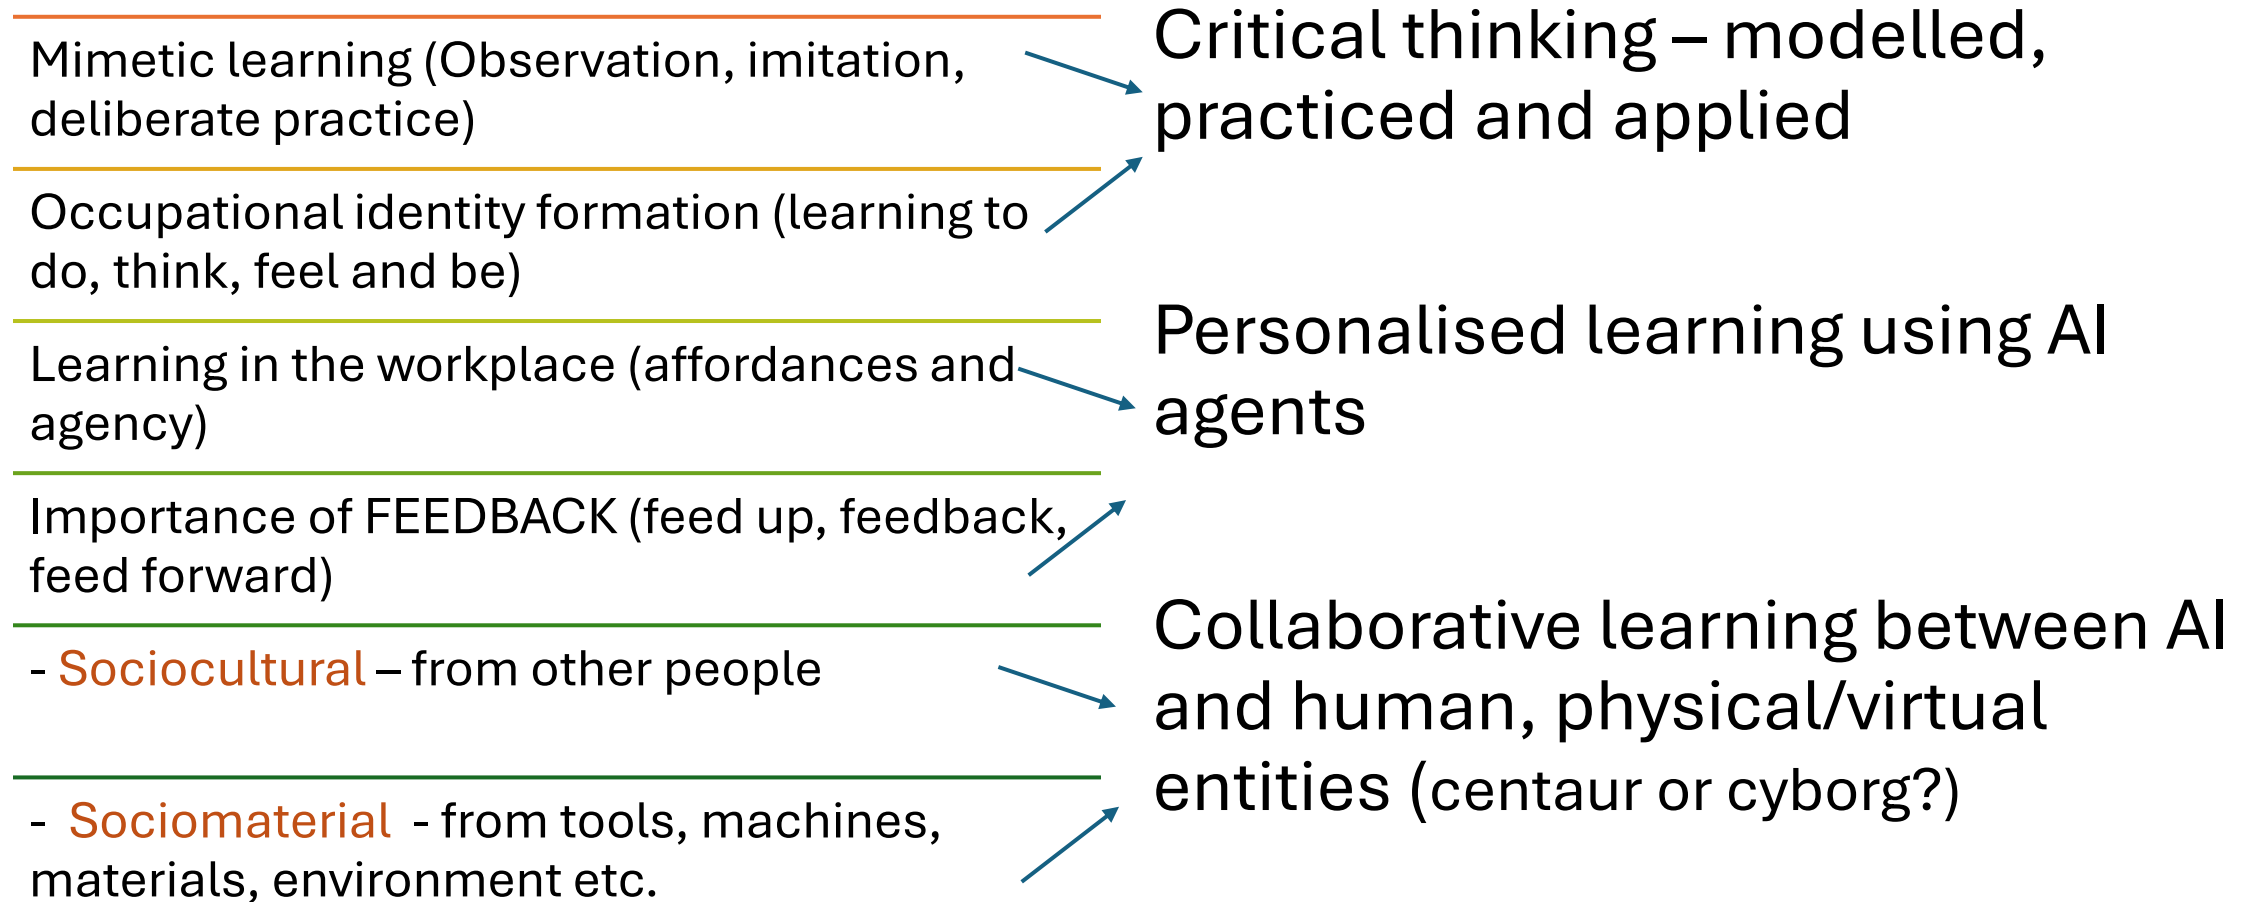 Mimetic learning (Observation, imitation,
deliberate practice)
Occupational identity formation (learning to
do, think, feel and be)
Learning in the workplace (affordances and
agency)
Importance of FEEDBACK (feed up, feedback,
feed forward)
- Sociocultural – from other people
- Sociomaterial - from tools, machines,
materials, environment etc.
Critical thinking – modelled,
practiced and applied
Personalised learning using AI
agents
Collaborative learning between AI
and human, physical/virtual
entities (centaur or cyborg?)